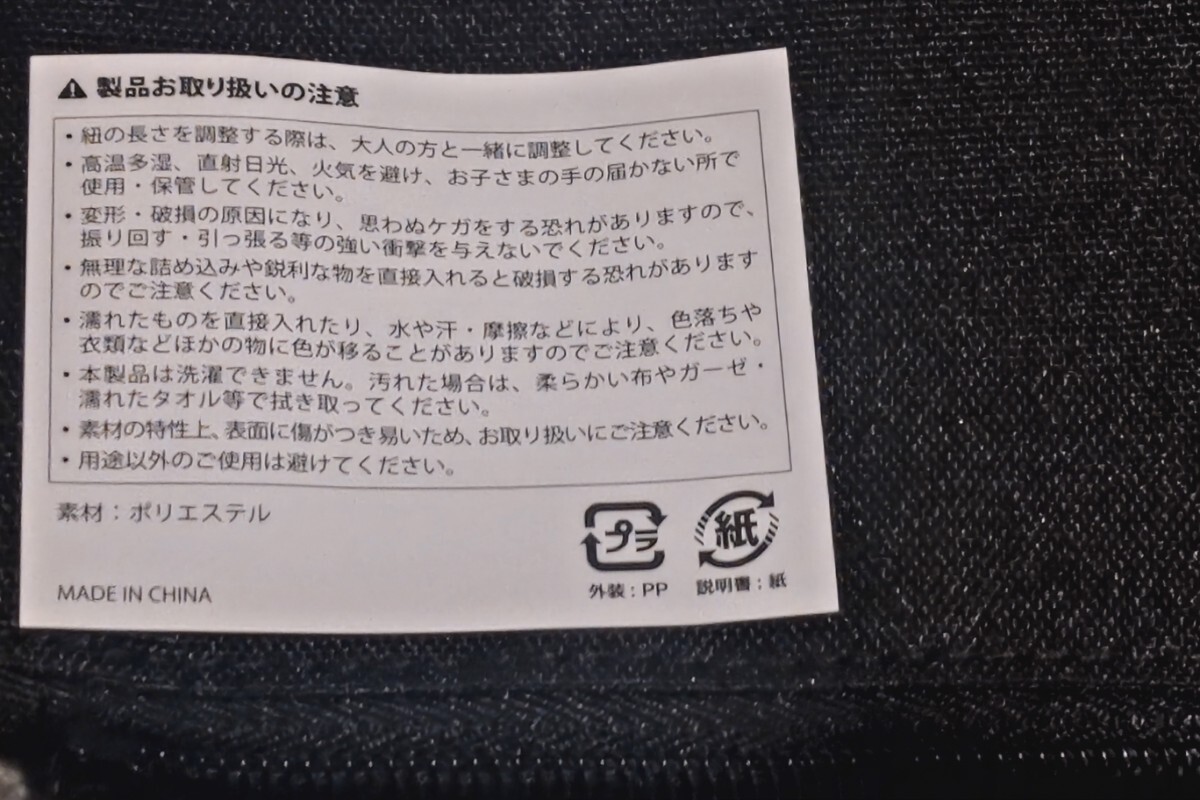 ⚠ 製品お取り扱いの注意
・紐の長さを調整する際は、大人の方と一緒に調整してください。
・高温多湿、直射日光、火気を避け、お子さまの手の届かない所で
使用・保管してください。
・変形・破損の原因になり、思わぬケガをする恐れがありますので、
振り回す・引っ張る等の強い衝撃を与えないでください。
・無理な詰め込みや鋭利な物を直接入れると破損する恐れがあります
のでご注意ください。
・濡れたものを直接入れたり、水や汗・摩擦などにより、色落ちや
衣類などほかの物に色が移ることがありますのでご注意ください。
・本製品は洗濯できません。汚れた場合は、柔らかい布やガーゼ・
濡れたタオル等で拭き取ってください。
・素材の特性上、表面に傷がつき易いため、お取り扱いにご注意ください。
・用途以外のご使用は避けてください。
素材：ポリエステル
プラ
外装：PP
紙
説明書：紙
MADE IN CHINA